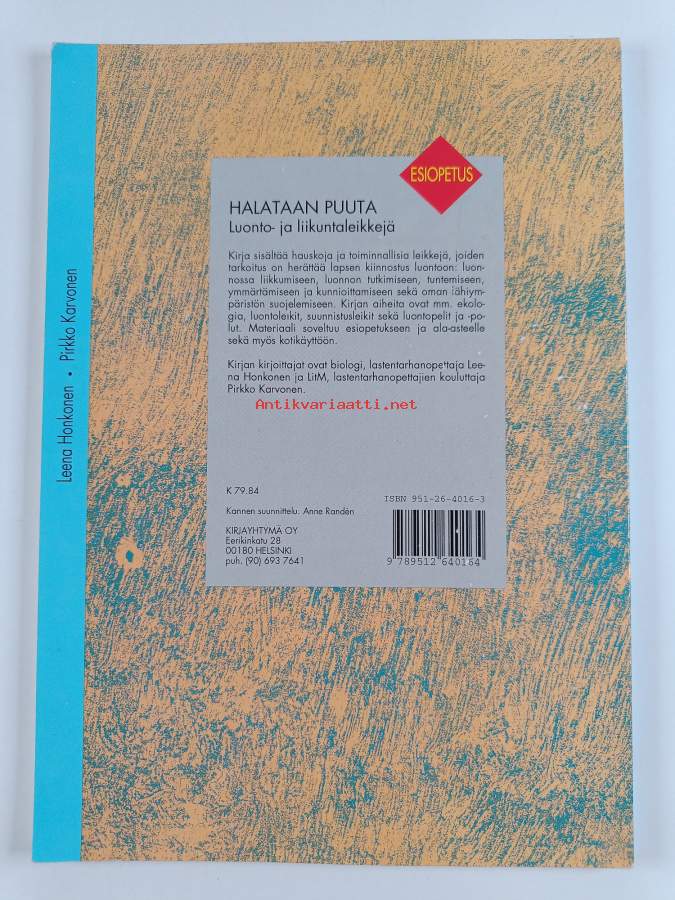 Leena Honkonen • Pirkko Karvonen
ESIOPETUS
HALATAAN PUUTA
Luonto- ja liikuntaleikkejä
Kirja sisältää hauskoja ja toiminnallisia leikkejä, joiden
tarkoitus on herättää lapsen kiinnostus luontoon: luon-
nossa liikkumiseen, luonnon tutkimiseen, tuntemiseen,
ymmärtämiseen ja kunnioittamiseen sekä oman lähiym-
päristön suojelemiseen. Kirjan aiheita ovat mm. ekolo-
gia, luontoleikit, suunnistusleikit sekä luontopelit ja -po-
lut. Materiaali soveltuu esiopetukseen ja ala-asteelle
sekä myös kotikäyttöön.
Kirjan kirjoittajat ovat biologi, lastentarhanopettaja Lee-
na Honkonen ja LitM, lastentarhanopettajien kouluttaja
Pirkko Karvonen.
Antikvariaatti.net
K 79.84
ISBN 951-26-4016-3
Kannen suunnittelu. Anne Randén
KIRJAYHTYMÄ OY
Eerikinkatu 28
00180 HELSINKI
puh. (90) 693 7641
9 789512 640164